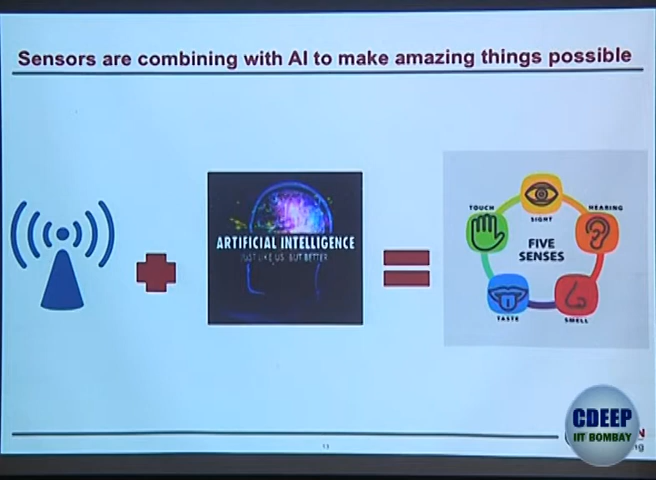 Sensors are combining with AI to make amazing things possible
ARTIFICIAL INTELLIGENCE
JUST LIKE US. BUT BETTER
TOUCH
SIGHT
HEARING
FIVE
SENSES
TASTE
SMELL
13
CDEEP
IIT BOMBAY